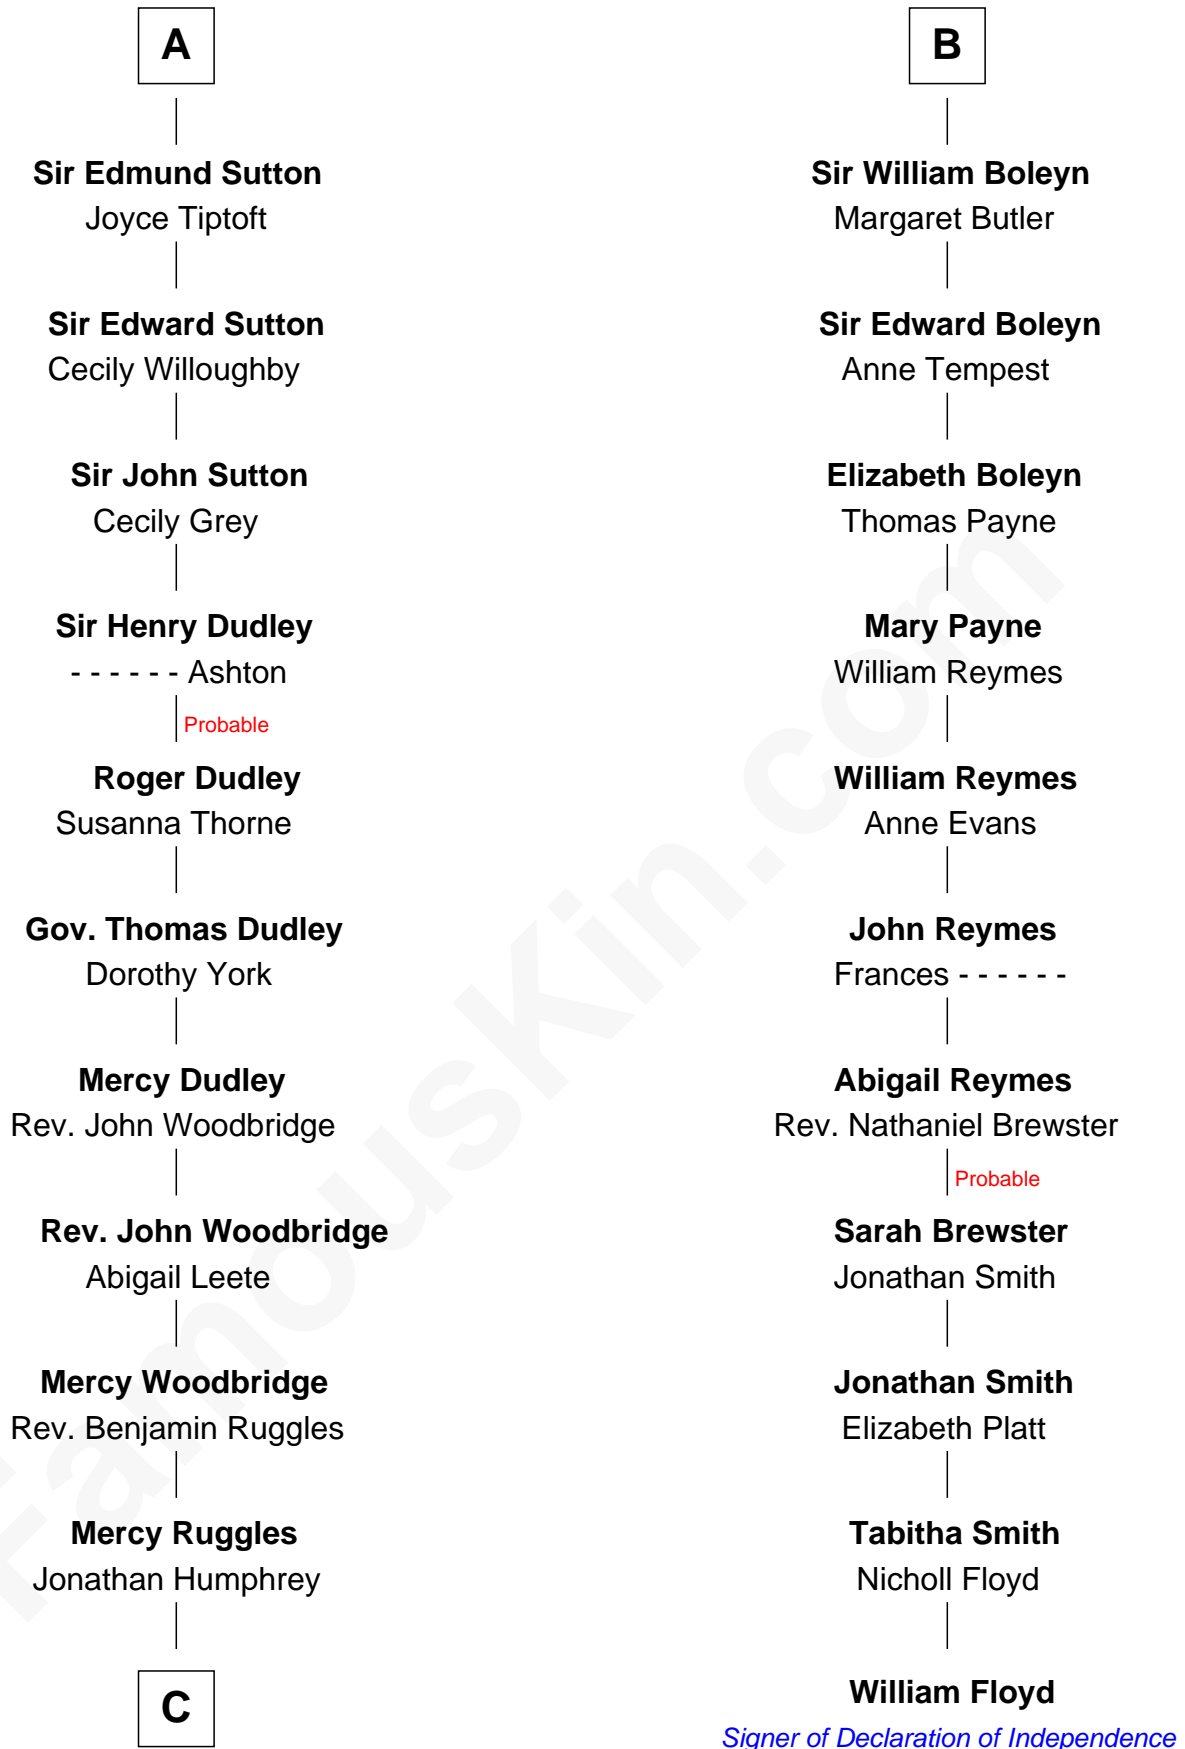 A
Sir Edmund Sutton
Joyce Tiptoft
Sir Edward Sutton
Cecily Willoughby
Sir John Sutton
Cecily Grey
Sir Henry Dudley
- - - - - - Ashton
Probable
Roger Dudley
Susanna Thorne
Gov. Thomas Dudley
Dorothy York
Mercy Dudley
Rev. John Woodbridge
Rev. John Woodbridge
Abigail Leete
Mercy Woodbridge
Rev. Benjamin Ruggles
Mercy Ruggles
Jonathan Humphrey
C
B
Sir William Boleyn
Margaret Butler
Sir Edward Boleyn
Anne Tempest
Elizabeth Boleyn
Thomas Payne
Mary Payne
William Reymes
William Reymes
Anne Evans
John Reymes
Frances - - - - - -
Abigail Reymes
Rev. Nathaniel Brewster
Probable
Sarah Brewster
Jonathan Smith
Jonathan Smith
Elizabeth Platt
Tabitha Smith
Nicholl Floyd
William Floyd
Signer of Declaration of Independence
FamousKin.com